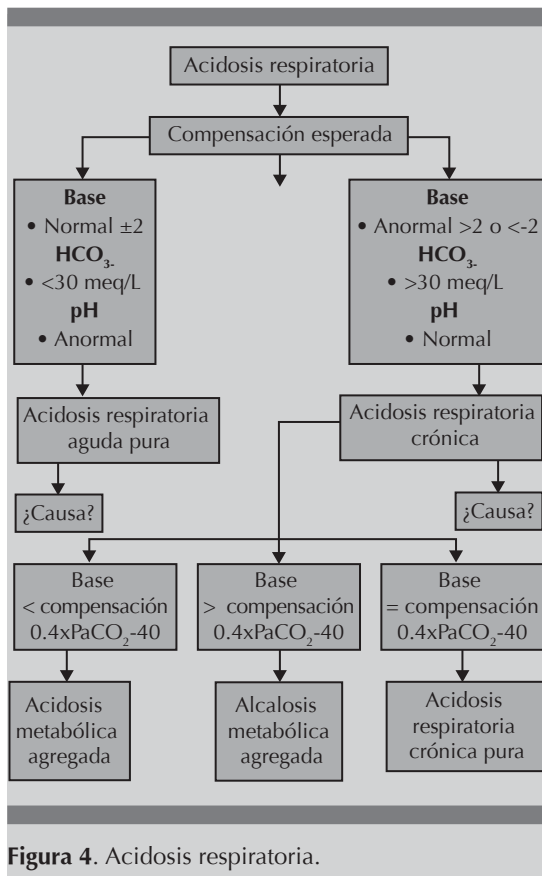 Acidosis respiratoria
Compensación esperada
Base
• Normal ±2
HCO3-
• <30 meq/L
pH
• Anormal
Base
• Anormal >2 o <-2
HCO3-
• >30 meq/L
pH
• Normal
Acidosis respiratoria
aguda pura
Acidosis respiratoria
crónica
¿Causa?
¿Causa?
Base
< compensación
0.4xPaCO2-40
Base
> compensación
0.4xPaCO2-40
Base
= compensación
0.4xPaCO2-40
Acidosis
metabólica
agregada
Alcalosis
metabólica
agregada
Acidosis
respiratoria
crónica pura
Figura 4. Acidosis respiratoria.